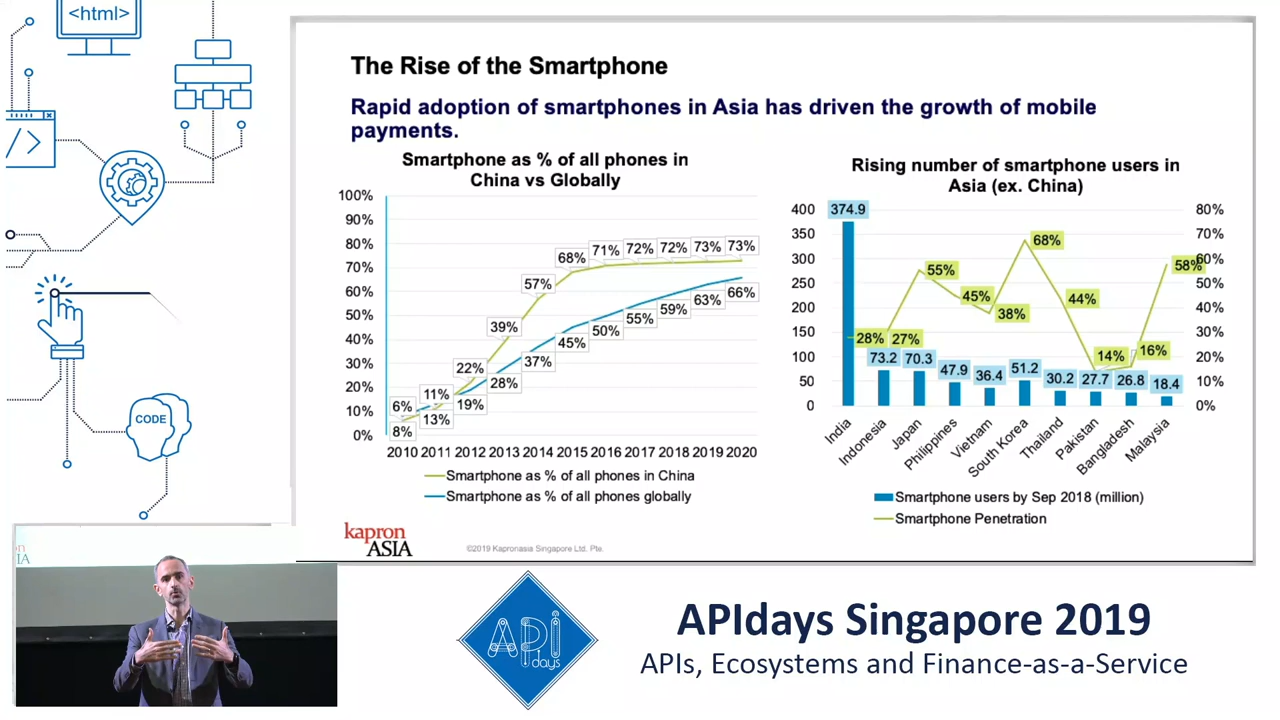 <html>
The Rise of the Smartphone
Rapid adoption of smartphones in Asia has driven the growth of mobile
payments.
Smartphone as % of all phones in
China vs Globally
100%
90%
80%
70%
60%
50%
40%
30%
20%
10%
0%
6%
8%
11%
13%
22%
19%
39%
28%
57%
37%
68%
45%
71%
50%
72%
55%
72%
59%
73%
63%
73%
66%
2010 2011 2012 2013 2014 2015 2016 2017 2018 2019 2020
Smartphone as % of all phones in China
Smartphone as % of all phones globally
Rising number of smartphone users in
Asia (ex. China)
400
350
300
250
200
150
100
50
0
80%
70%
60%
50%
40%
30%
20%
10%
0%
374.9
73.2
70.3
47.9
36.4
51.2
30.2
27.7
26.8
18.4
28%
27%
55%
45%
38%
68%
44%
14%
16%
58%
India
Indonesia
Japan
Philippines
Vietnam
South Korea
Thailand
Pakistan
Bangladesh
Malaysia
Smartphone users by Sep 2018 (million)
Smartphone Penetration
kapron
ASIA
©2019 Kapronasia Singapore Ltd. Pte.
</>
CODE
on
IA
API
days
APIdays Singapore 2019
APIs, Ecosystems and Finance-as-a-Service